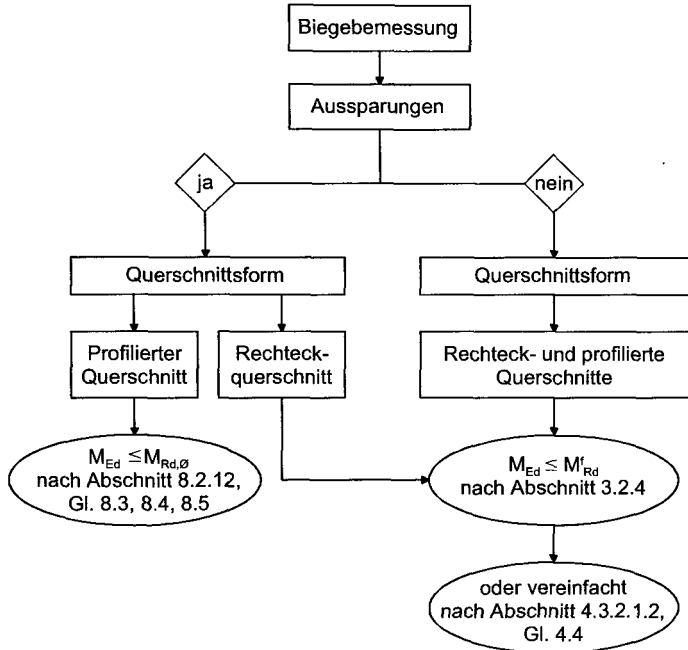 Biegebemessung
Aussparungen
ja
nein
Querschnittsform
Querschnittsform
Profilierter
Querschnitt
Rechteck-
querschnitt
Rechteck- und profilierte
Querschnitte
M_Ed ≤ M_Rd,Ø
nach Abschnitt 8.2.12,
Gl. 8.3, 8.4, 8.5
M_Ed ≤ M^f_Rd
nach Abschnitt 3.2.4
oder vereinfacht
nach Abschnitt 4.3.2.1.2,
Gl. 4.4